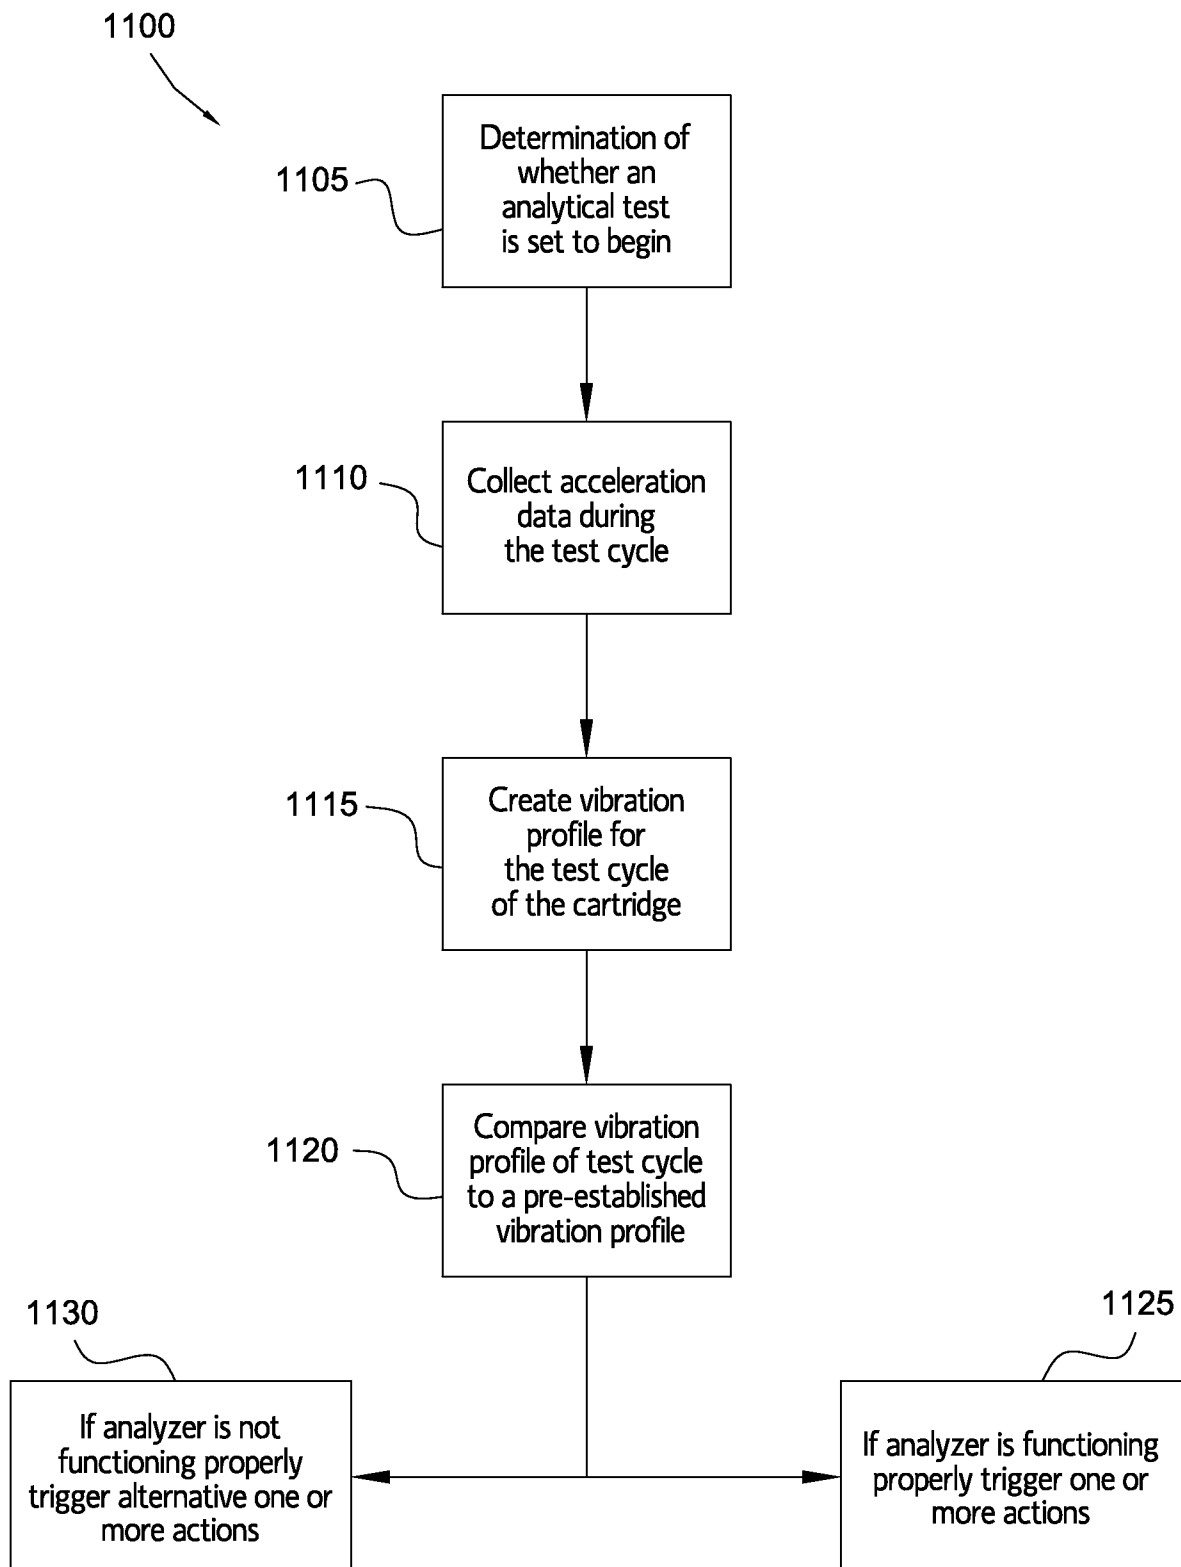 1100
1105
Determination of
whether an
analytical test
is set to begin
1110
Collect acceleration
data during
the test cycle
1115
Create vibration
profile for
the test cycle
of the cartridge
1120
Compare vibration
profile of test cycle
to a pre-established
vibration profile
1130
If analyzer is not
functioning properly
trigger alternative one or
more actions
1125
If analyzer is functioning
properly trigger one or
more actions